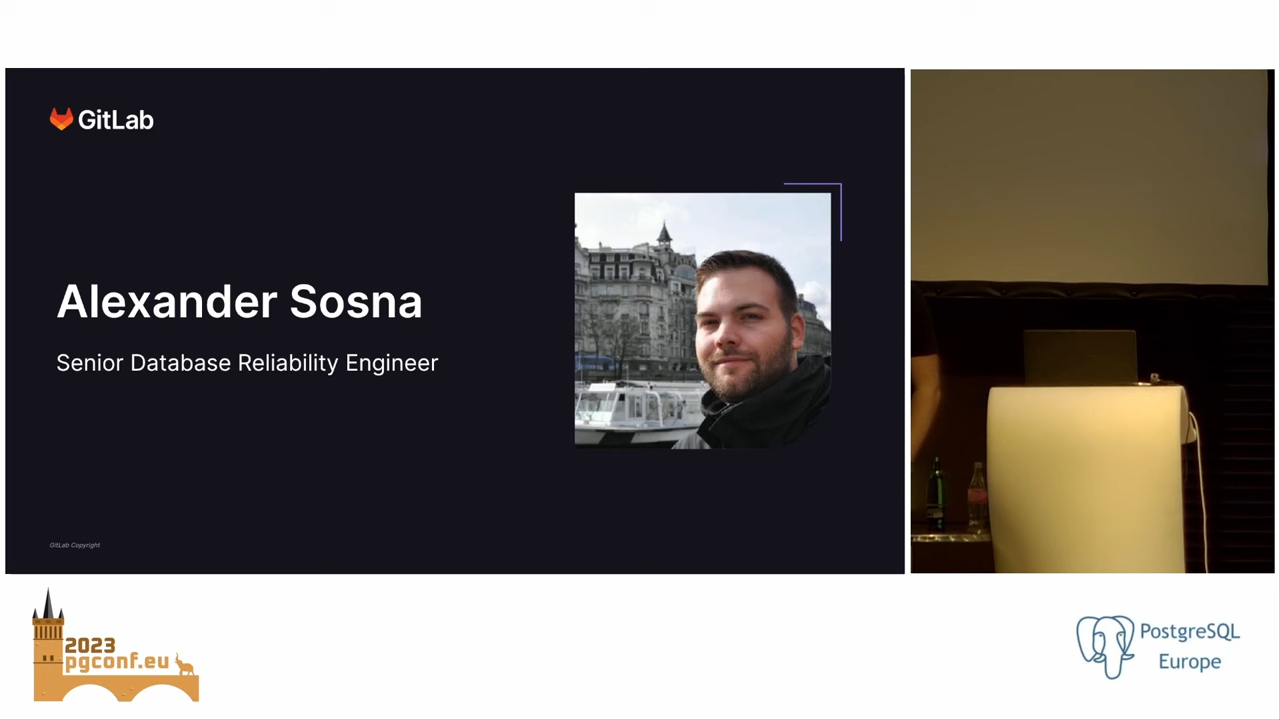 GitLab
Alexander Sosna
Senior Database Reliability Engineer
GitLab Copyright
2023
pgconf.eu
PostgreSQL
Europe